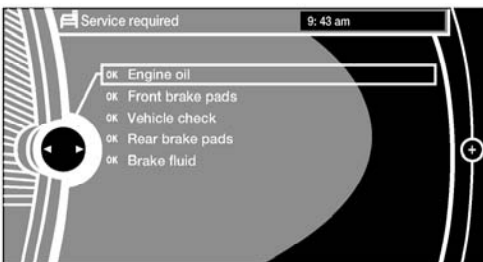 Service required 9: 43 am
OK Engine oil
OK Front brake pads
OK Vehicle check
OK Rear brake pads
OK Brake fluid